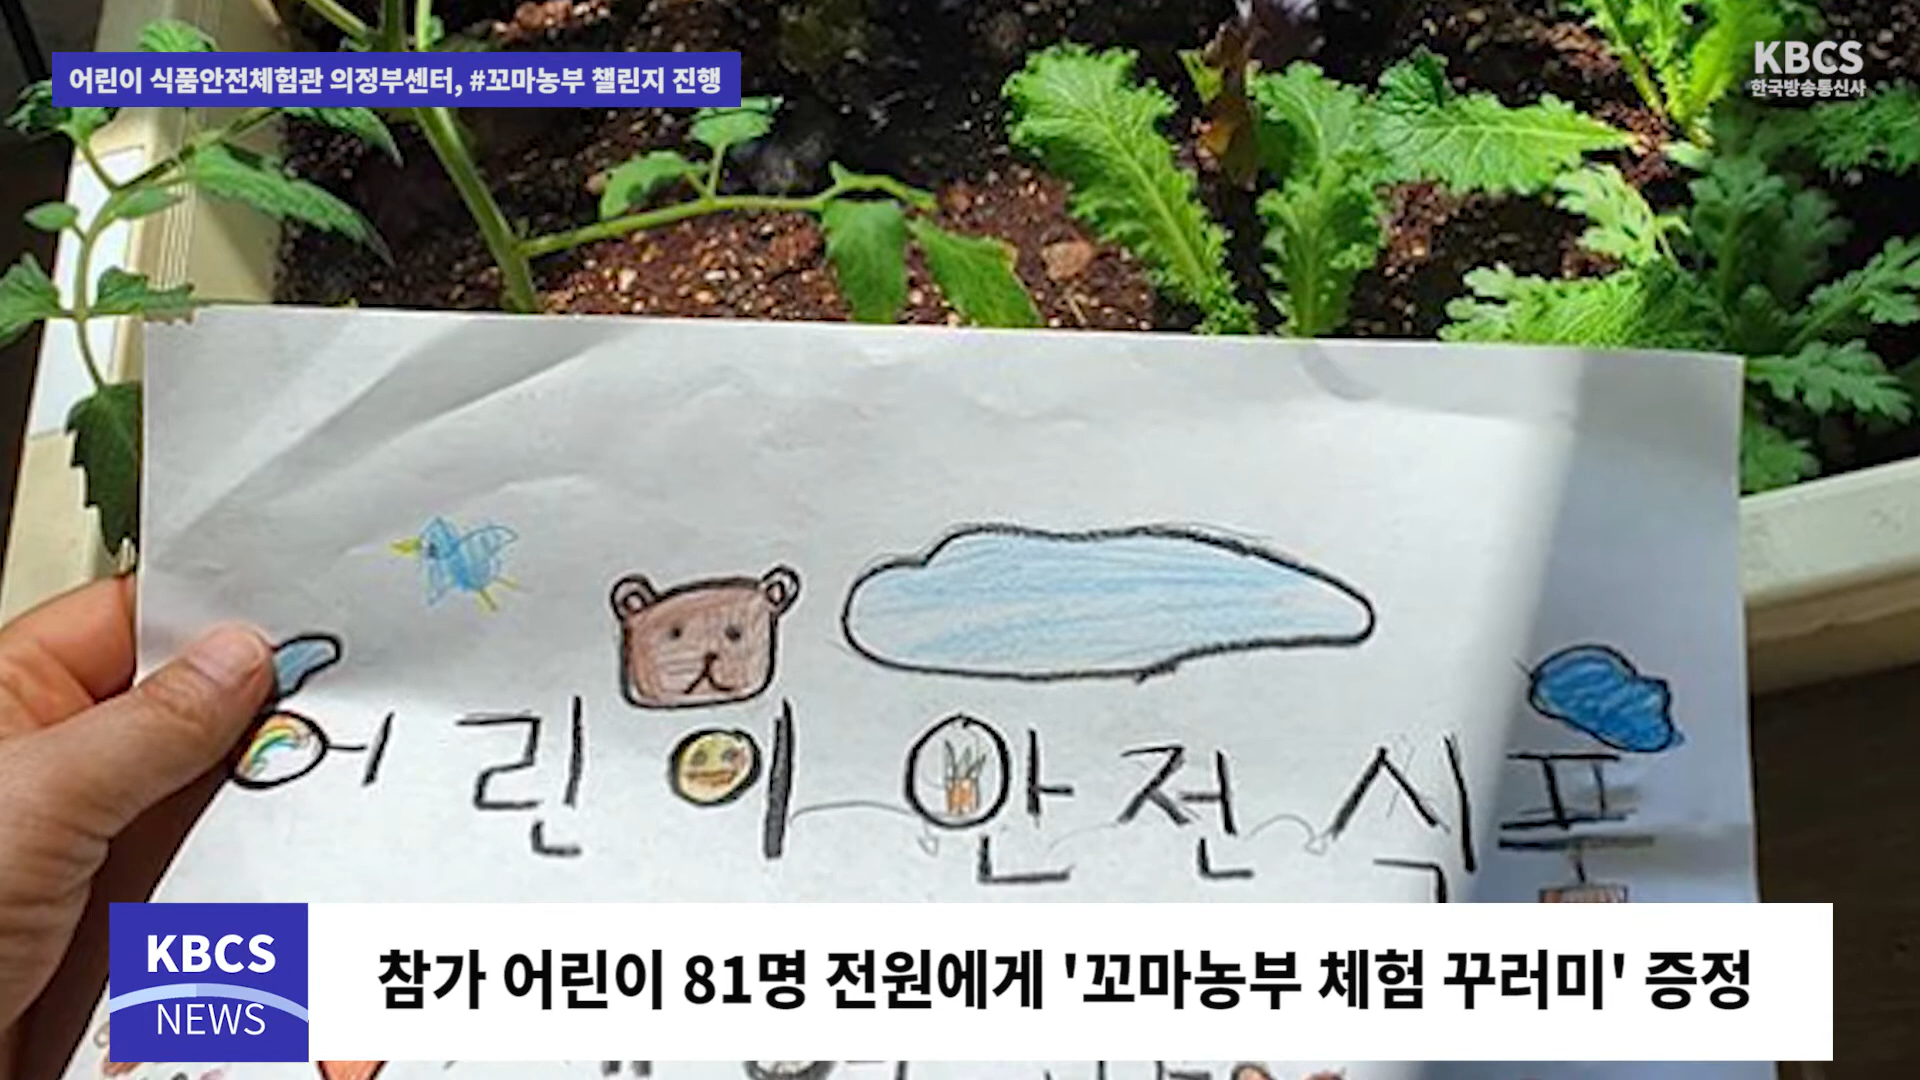 어린이 식품안전체험관 의정부센터, #꼬마농부 챌린지 진행
KBCS
한국방송통신사
어린이 안전식품
KBCS
NEWS
참가 어린이 81명 전원에게 '꼬마농부 체험 꾸러미' 증정